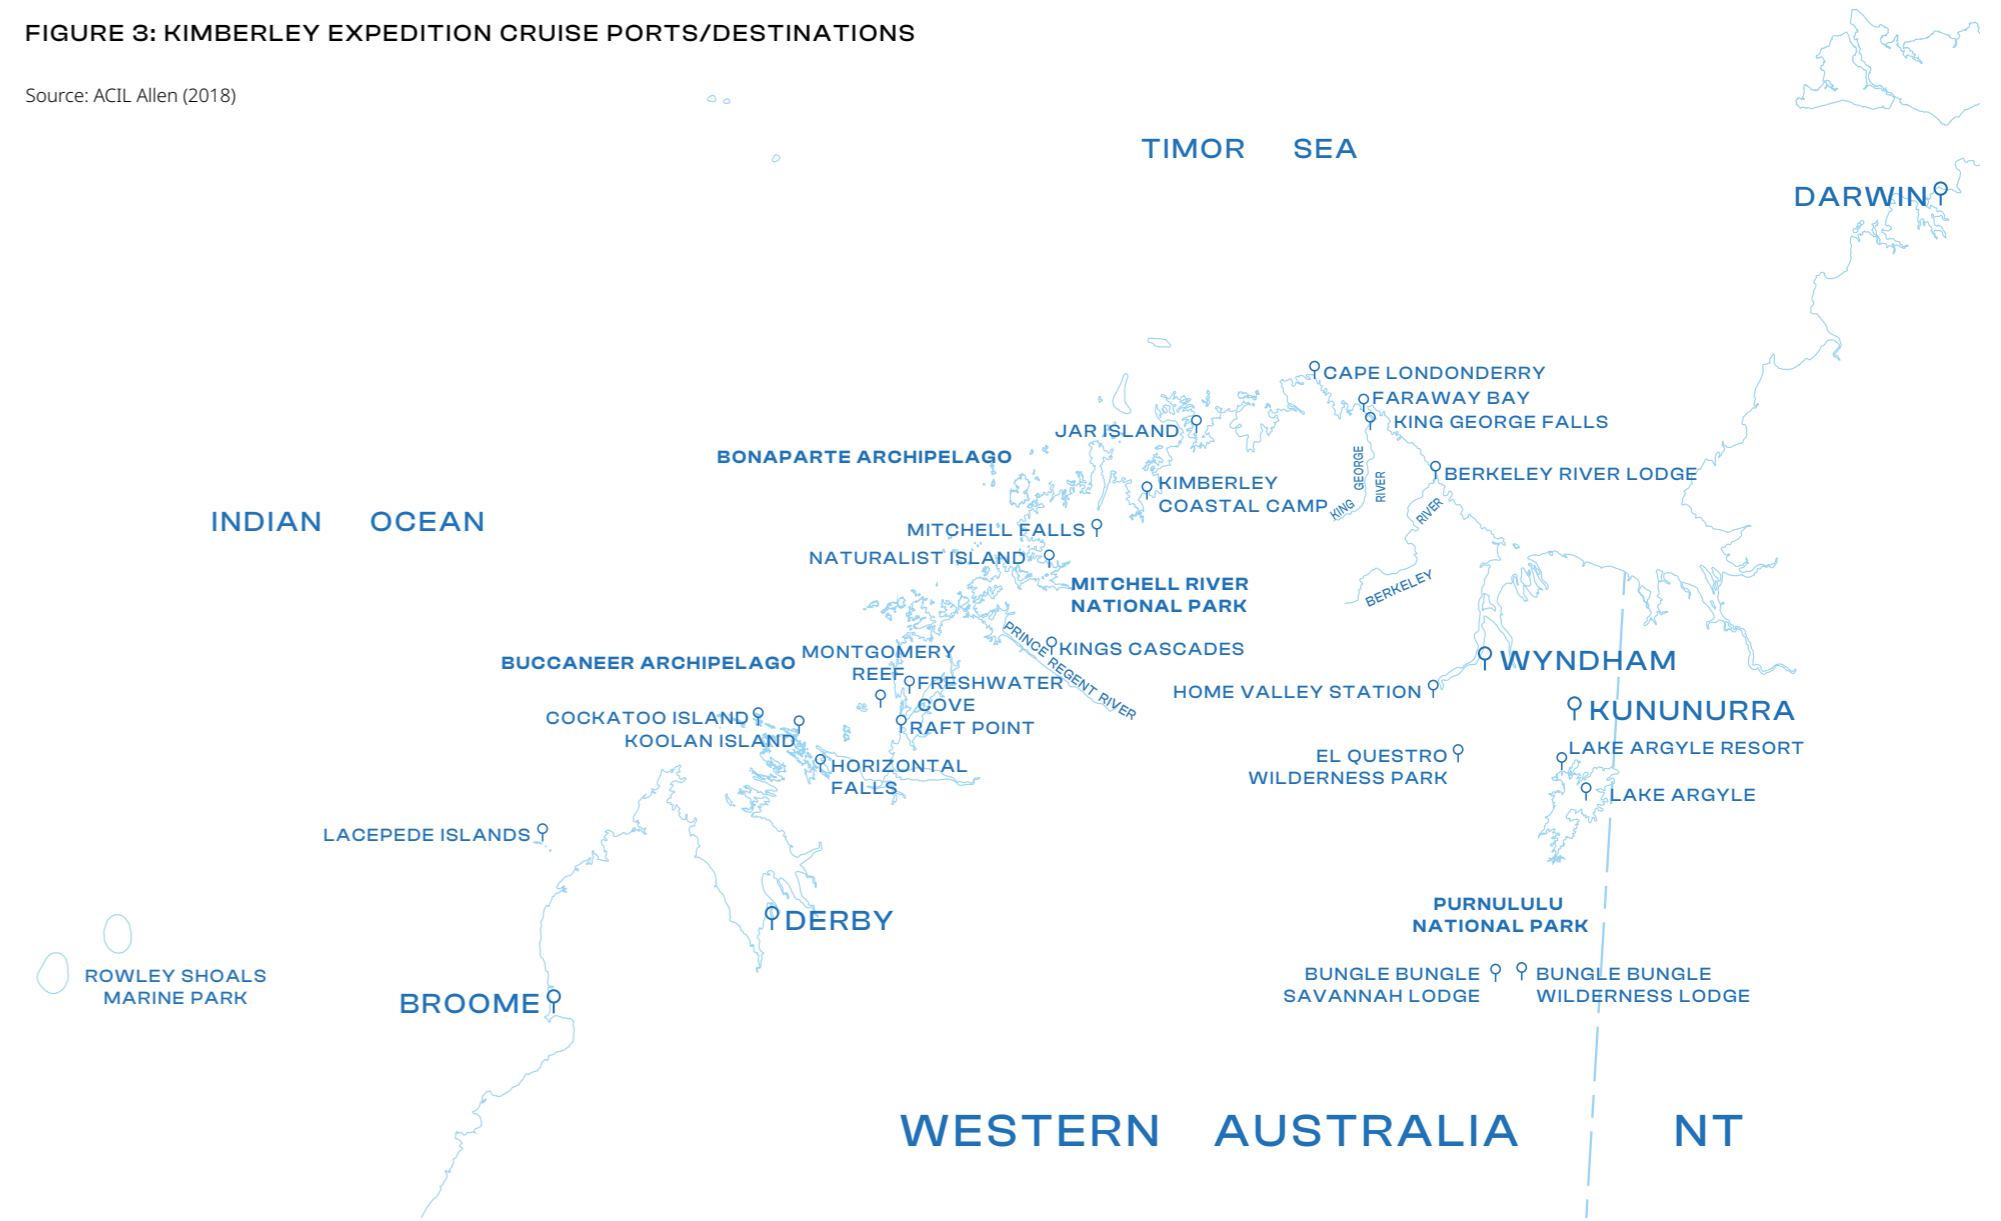 FIGURE 3: KIMBERLEY EXPEDITION CRUISE PORTS/DESTINATIONS
Source: ACIL Allen (2018)
TIMOR SEA
DARWIN
CAPE LONDONDERRY
FARAWAY BAY
KING GEORGE FALLS
JAR ISLAND
BONAPARTE ARCHIPELAGO
KING GEORGE RIVER
BERKELEY RIVER LODGE
KIMBERLEY
COASTAL CAMP
INDIAN OCEAN
MITCHELL FALLS
NATURALIST ISLAND
BERKELEY RIVER
MITCHELL RIVER
NATIONAL PARK
PRINCE REGENT RIVER
KINGS CASCADES
MONTGOMERY
REEF
BUCCANEER ARCHIPELAGO
WYNDHAM
FRESHWATER
COVE
HOME VALLEY STATION
KUNUNURRA
COCKATOO ISLAND
KOOLAN ISLAND
RAFT POINT
LAKE ARGYLE RESORT
EL QUESTRO
WILDERNESS PARK
HORIZONTAL
FALLS
LAKE ARGYLE
LACEPEDE ISLANDS
PURNULULU
NATIONAL PARK
DERBY
ROWLEY SHOALS
MARINE PARK
BUNGLE BUNGLE
SAVANNAH LODGE
BUNGLE BUNGLE
WILDERNESS LODGE
BROOME
WESTERN AUSTRALIA
NT